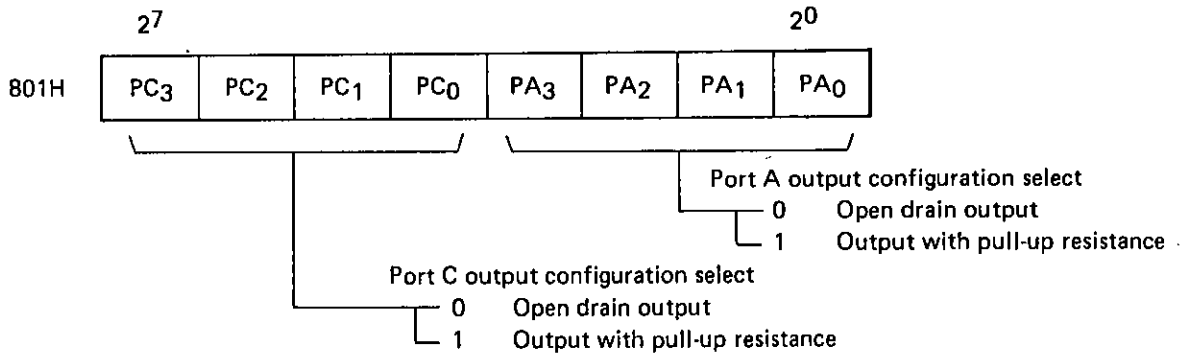 2⁷ 2⁰
801H PC₃ PC₂ PC₁ PC₀ PA₃ PA₂ PA₁ PA₀
Port A output configuration select
0 Open drain output
1 Output with pull-up resistance
Port C output configuration select
0 Open drain output
1 Output with pull-up resistance